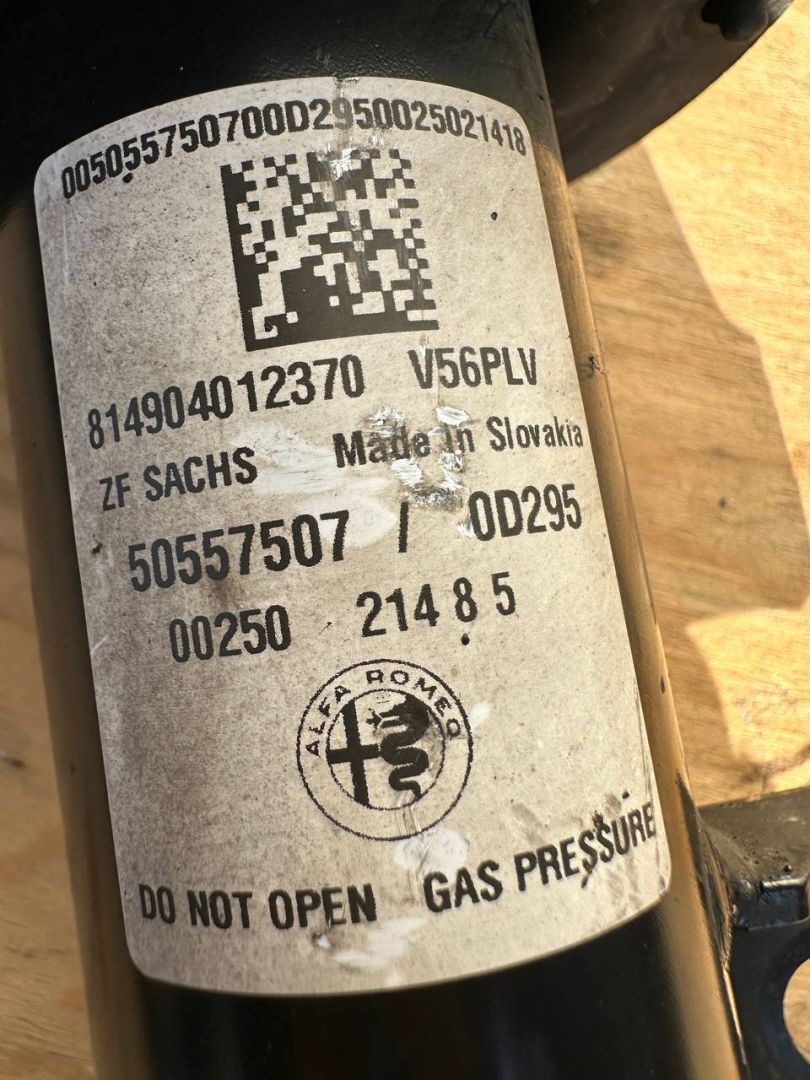 005055750700D2950025021418
814904012370 V56PLV
ZF SACHS Made In Slovakia
50557507 / 0D295
00250 214 8 5
ALFA ROMEO
DO NOT OPEN GAS PRESSURE